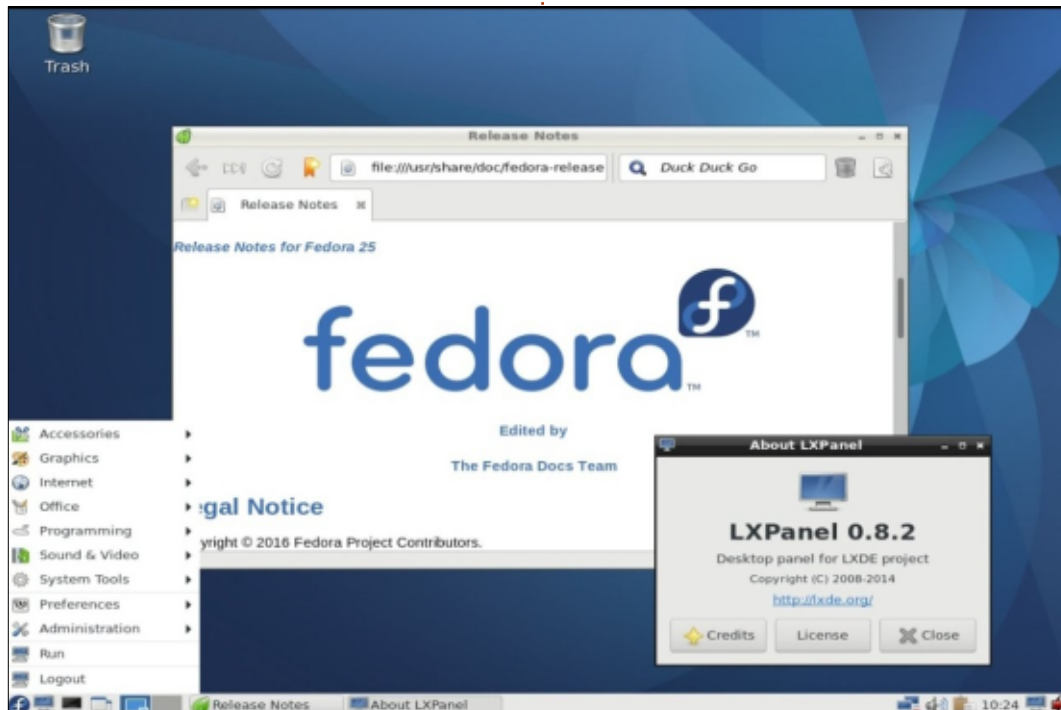 Trash
Release Notes
file:///usr/share/doc/fedora-release
Duck Duck Go
Release Notes
Release Notes for Fedora 25
fedora
TM
TM
Edited by
The Fedora Docs Team
egal Notice
yright © 2016 Fedora Project Contributors.
Accessories
Graphics
Internet
Office
Programming
Sound & Video
System Tools
Preferences
Administration
Run
Logout
About LXPanel
LXPanel 0.8.2
Desktop panel for LXDE project
Copyright (C) 2008-2014
http://lxde.org/
Credits
License
Close
Release Notes
About LXPanel
10:24